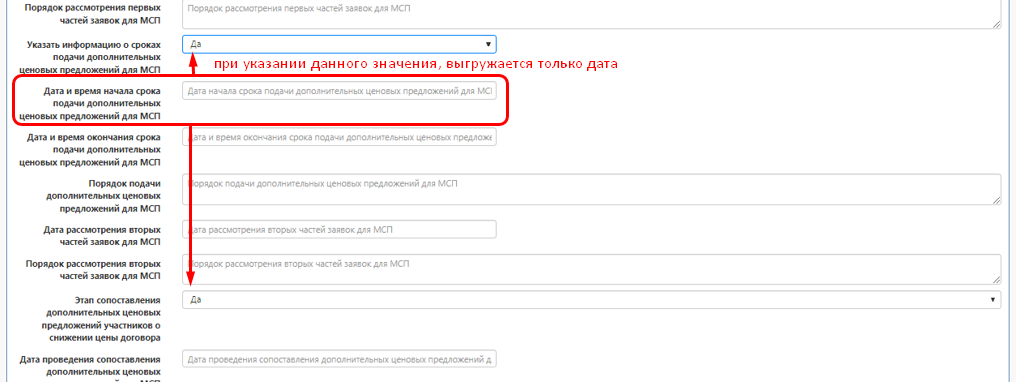 Порядок рассмотрения первых
частей заявок для МСП
Порядок рассмотрения первых частей заявок для МСП
Указать информацию о сроках
подачи дополнительных
ценовых предложений для МСП
Да
при указании данного значения, выгружается только дата
Дата и время начала срока
подачи дополнительных
ценовых предложений для МСП
Дата начала срока подачи дополнительных ценовых предложений для МСП
Дата и время окончания срока
подачи дополнительных
ценовых предложений для МСП
Дата и время окончания срока подачи дополнительных ценовых предложе
Порядок подачи
дополнительных ценовых
предложений для МСП
Порядок подачи дополнительных ценовых предложений для МСП
Дата рассмотрения вторых
частей заявок для МСП
Дата рассмотрения вторых частей заявок для МСП
Порядок рассмотрения вторых
частей заявок для МСП
Порядок рассмотрения вторых частей заявок для МСП
Этап сопоставления
дополнительных ценовых
предложений участников о
снижении цены договора
Да
Дата проведения сопоставления
дополнительных ценовых
Дата проведения сопоставления дополнительных ценовых предложений д